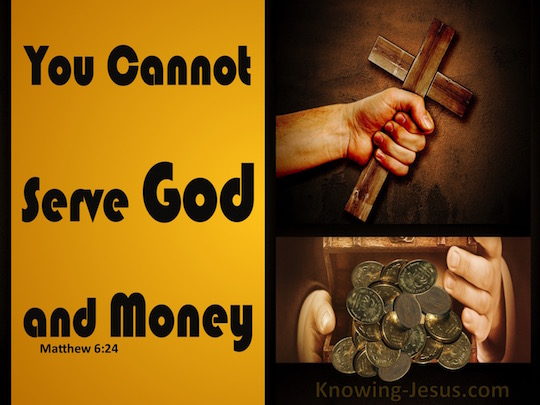 You Cannot
Serve God
and Money
Matthew 6:24
Knowing-Jesus.com